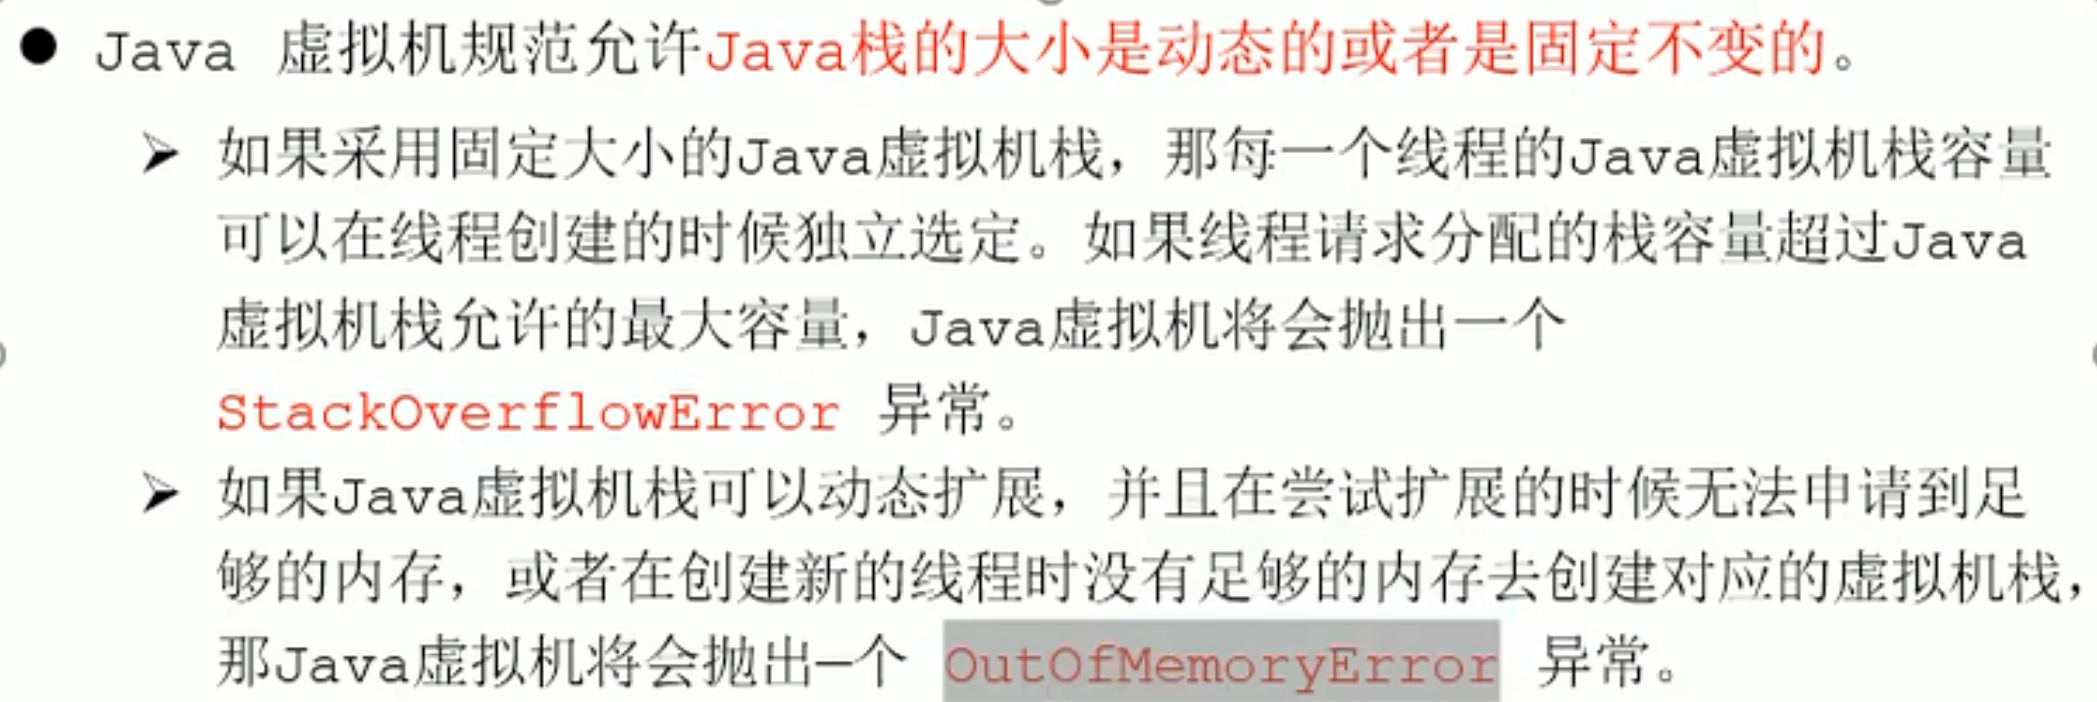 ● Java 虚拟机规范允许Java栈的大小是动态的或者是固定不变的。
➢ 如果采用固定大小的Java虚拟机栈，那每一个线程的Java虚拟机栈容量
可以在线程创建的时候独立选定。如果线程请求分配的栈容量超过Java
虚拟机栈允许的最大容量，Java虚拟机将会抛出一个
StackOverflowError 异常。
➢ 如果Java虚拟机栈可以动态扩展，并且在尝试扩展的时候无法申请到足
够的内存，或者在创建新的线程时没有足够的内存去创建对应的虚拟机栈，
那Java虚拟机将会抛出一个 OutOfMemoryError 异常。